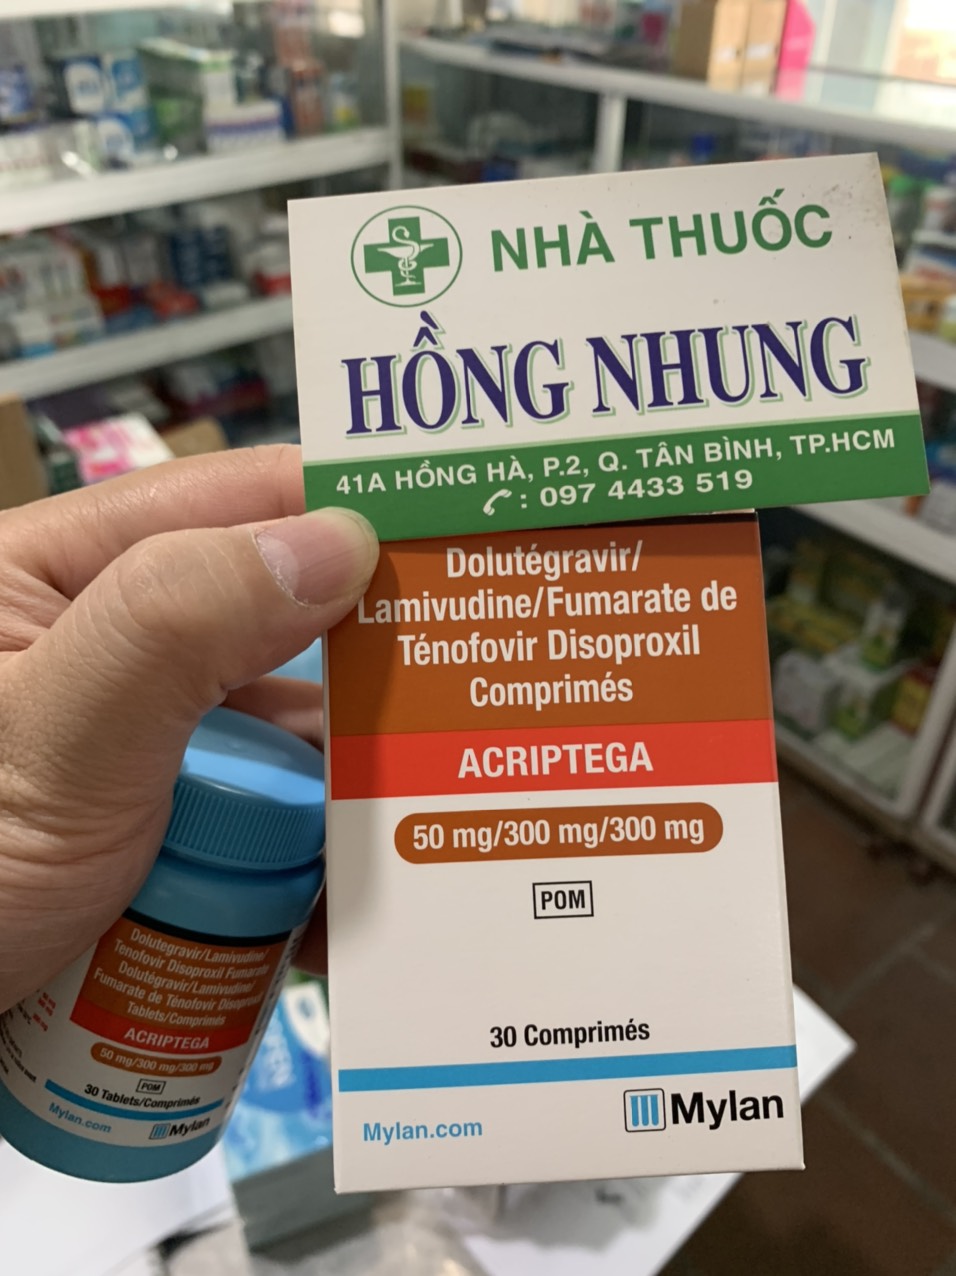 NHÀ THUỐC
HỒNG NHUNG
41A HỒNG HÀ, P.2, Q. TÂN BÌNH, TP.HCM
: 097 4433 519
Dolutégravir/
Lamivudine/Fumarate de
Ténofovir Disoproxil
Comprimés
ACRIPTEGA
50 mg/300 mg/300 mg
POM
30 Comprimés
Mylan.com
Mylan
Dolutegravir/Lamivudine/
Tenofovir Disoproxil Fumarate
Dolutégravir/Lamivudine/
Fumarate de Ténofovir Disoproxil
Tablets/Comprimés
ACRIPTEGA
50 mg/300 mg/300 mg
POM
30 Tablets/Comprimés
Mylan.com
Mylan